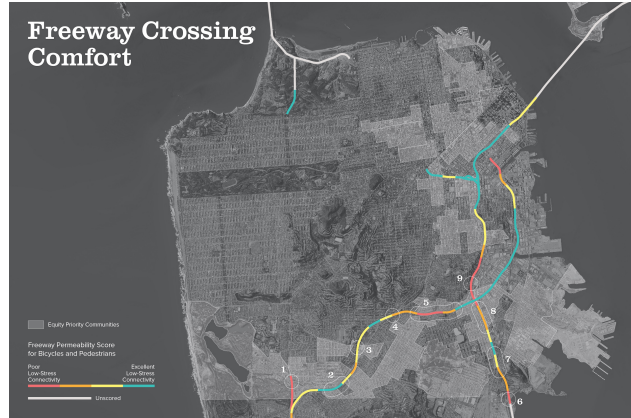 Freeway Crossing
Comfort
9
5
8
4
3
7
1
2
6
Equity Priority Communities
Freeway Permeability Score
for Bicycles and Pedestrians
Poor
Low-Stress
Connectivity
Excellent
Low-Stress
Connectivity
Unscored